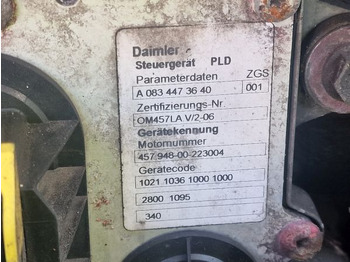 Daimler
Steuergerät PLD
Parameterdaten ZGS
A 083 447 36 40 001
Zertifizierungs-Nr.
OM457LA V/2-06
Gerätekennung
Motornummer
457.948-00-223004
Gerätecode
1021 1036 1000 1000
2800 1095
340